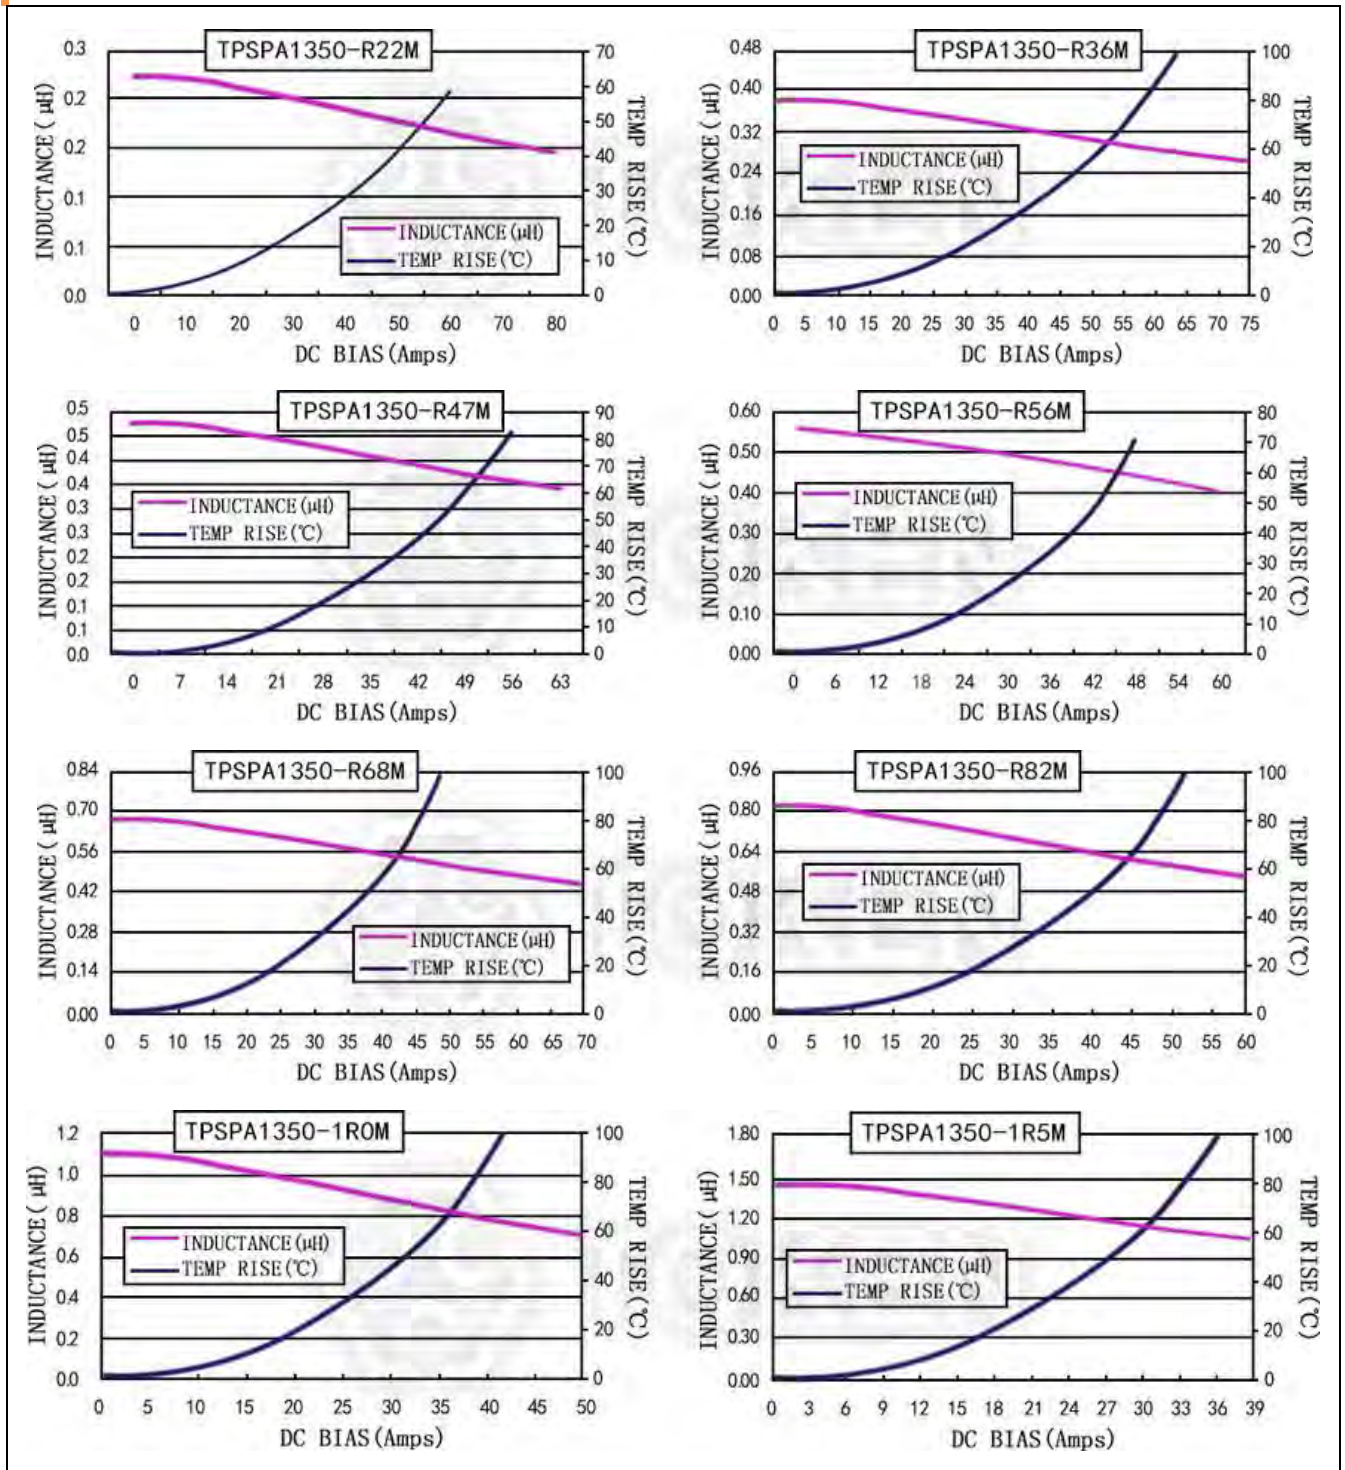 TPSPA1350-R22M
INDUCTANCE( μH)
0.3
0.2
0.2
0.1
0.1
0.0
70
60
50
40
30
20
10
0
TEMP RISE(℃)
INDUCTANCE(μH)
TEMP RISE(℃)
0 10 20 30 40 50 60 70 80
DC BIAS(Amps)
TPSPA1350-R36M
INDUCTANCE( μH)
0.48
0.40
0.32
0.24
0.16
0.08
0.00
100
80
60
40
20
0
TEMP RISE(℃)
INDUCTANCE(μH)
TEMP RISE(℃)
0 5 10 15 20 25 30 35 40 45 50 55 60 65 70 75
DC BIAS(Amps)
TPSPA1350-R47M
INDUCTANCE( μH)
0.5
0.5
0.4
0.4
0.3
0.3
0.2
0.2
0.1
0.1
0.0
90
80
70
60
50
40
30
20
10
0
TEMP RISE(℃)
INDUCTANCE(μH)
TEMP RISE(℃)
0 7 14 21 28 35 42 49 56 63
DC BIAS(Amps)
TPSPA1350-R56M
INDUCTANCE( μH)
0.60
0.50
0.40
0.30
0.20
0.10
0.00
80
70
60
50
40
30
20
10
0
TEMP RISE(℃)
INDUCTANCE(μH)
TEMP RISE(℃)
0 6 12 18 24 30 36 42 48 54 60
DC BIAS(Amps)
TPSPA1350-R68M
INDUCTANCE( μH)
0.84
0.70
0.56
0.42
0.28
0.14
0.00
100
80
60
40
20
0
TEMP RISE(℃)
INDUCTANCE(μH)
TEMP RISE(℃)
0 5 10 15 20 25 30 35 40 45 50 55 60 65 70
DC BIAS(Amps)
TPSPA1350-R82M
INDUCTANCE( μH)
0.96
0.80
0.64
0.48
0.32
0.16
0.00
100
80
60
40
20
0
TEMP RISE(℃)
INDUCTANCE(μH)
TEMP RISE(℃)
0 5 10 15 20 25 30 35 40 45 50 55 60
DC BIAS(Amps)
TPSPA1350-1R0M
INDUCTANCE( μH)
1.2
1.0
0.8
0.6
0.4
0.2
0.0
100
80
60
40
20
0
TEMP RISE(℃)
INDUCTANCE(μH)
TEMP RISE(℃)
0 5 10 15 20 25 30 35 40 45 50
DC BIAS(Amps)
TPSPA1350-1R5M
INDUCTANCE( μH)
1.80
1.50
1.20
0.90
0.60
0.30
0.00
100
80
60
40
20
0
TEMP RISE(℃)
INDUCTANCE(μH)
TEMP RISE(℃)
0 3 6 9 12 15 18 21 24 27 30 33 36 39
DC BIAS(Amps)